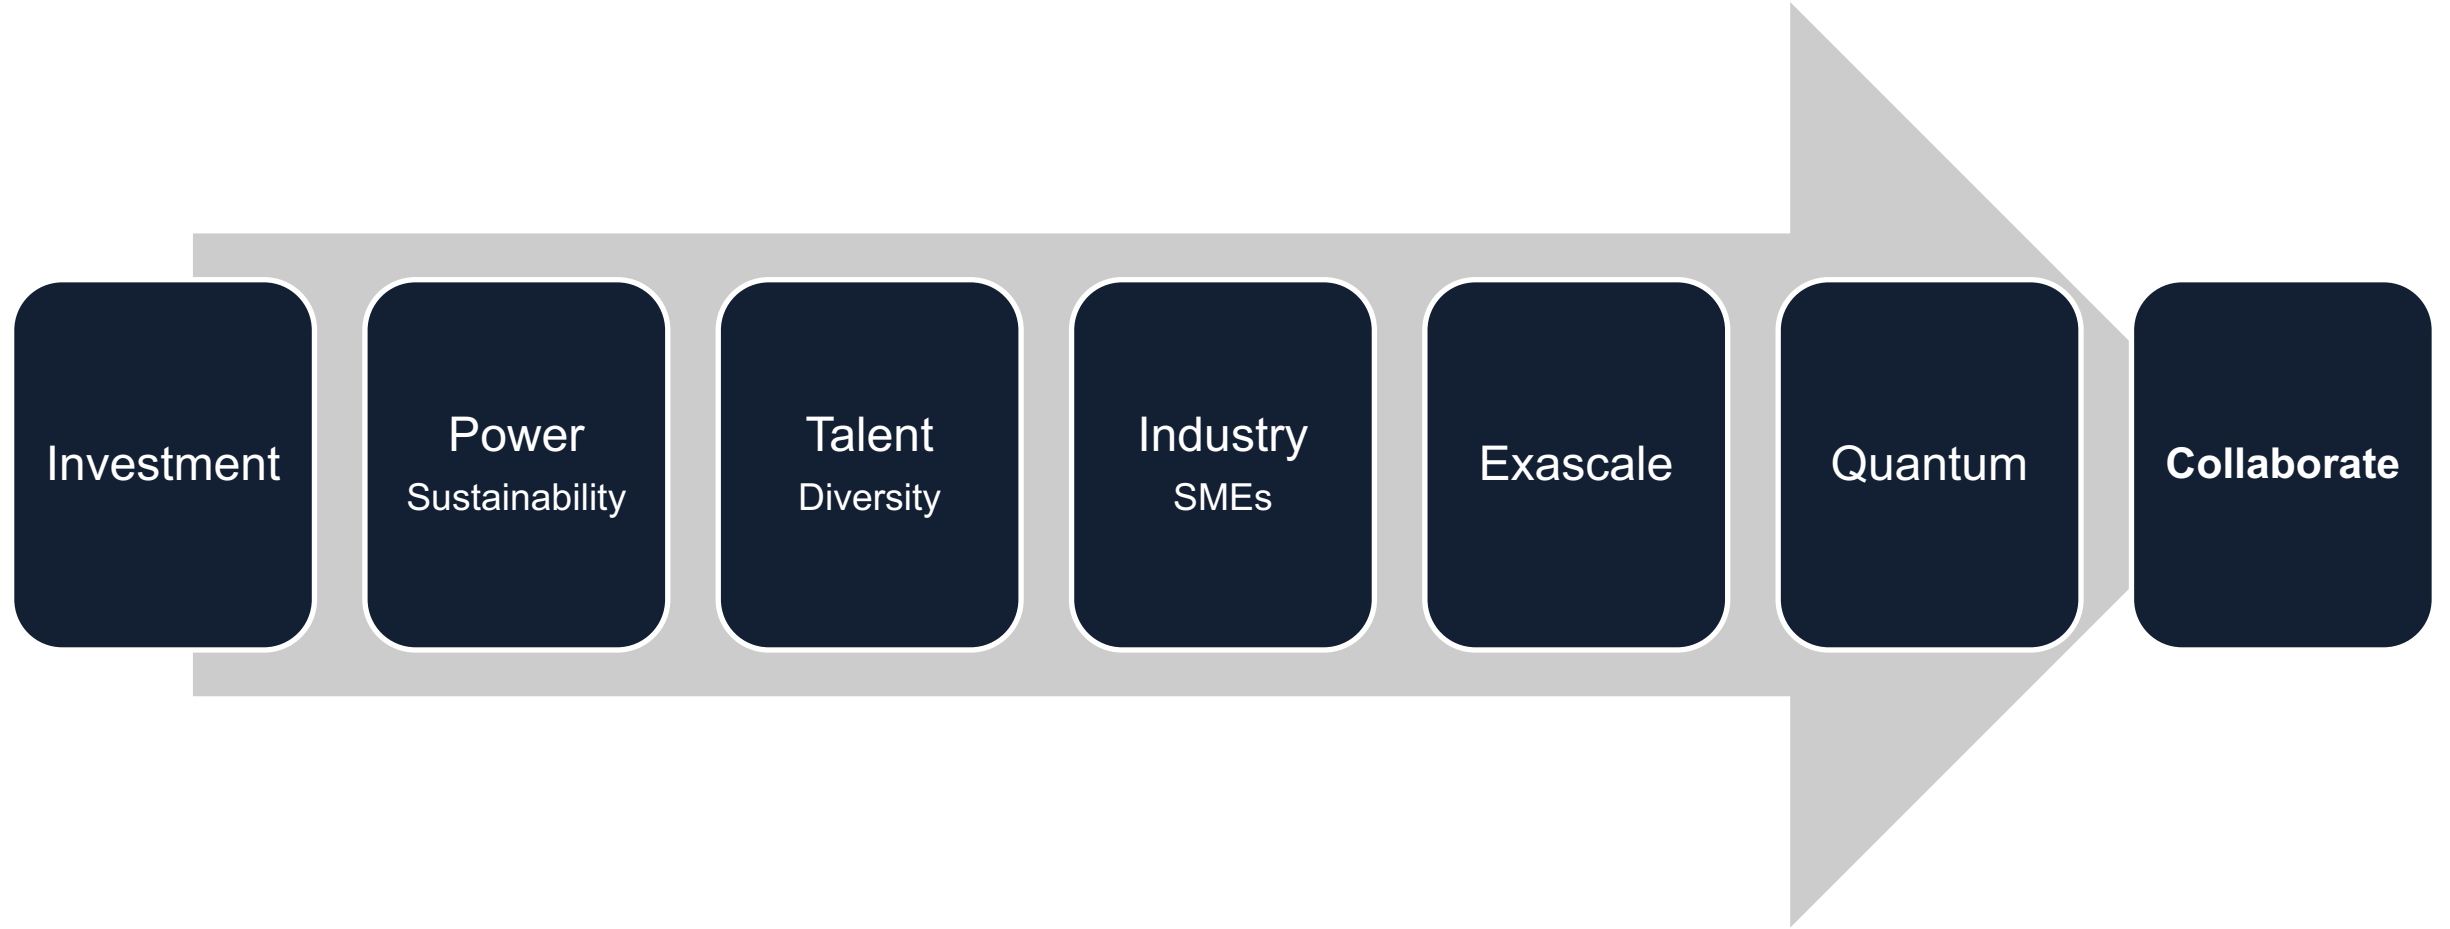 Investment
Power
Sustainability
Talent
Diversity
Industry
SMEs
Exascale
Quantum
Collaborate